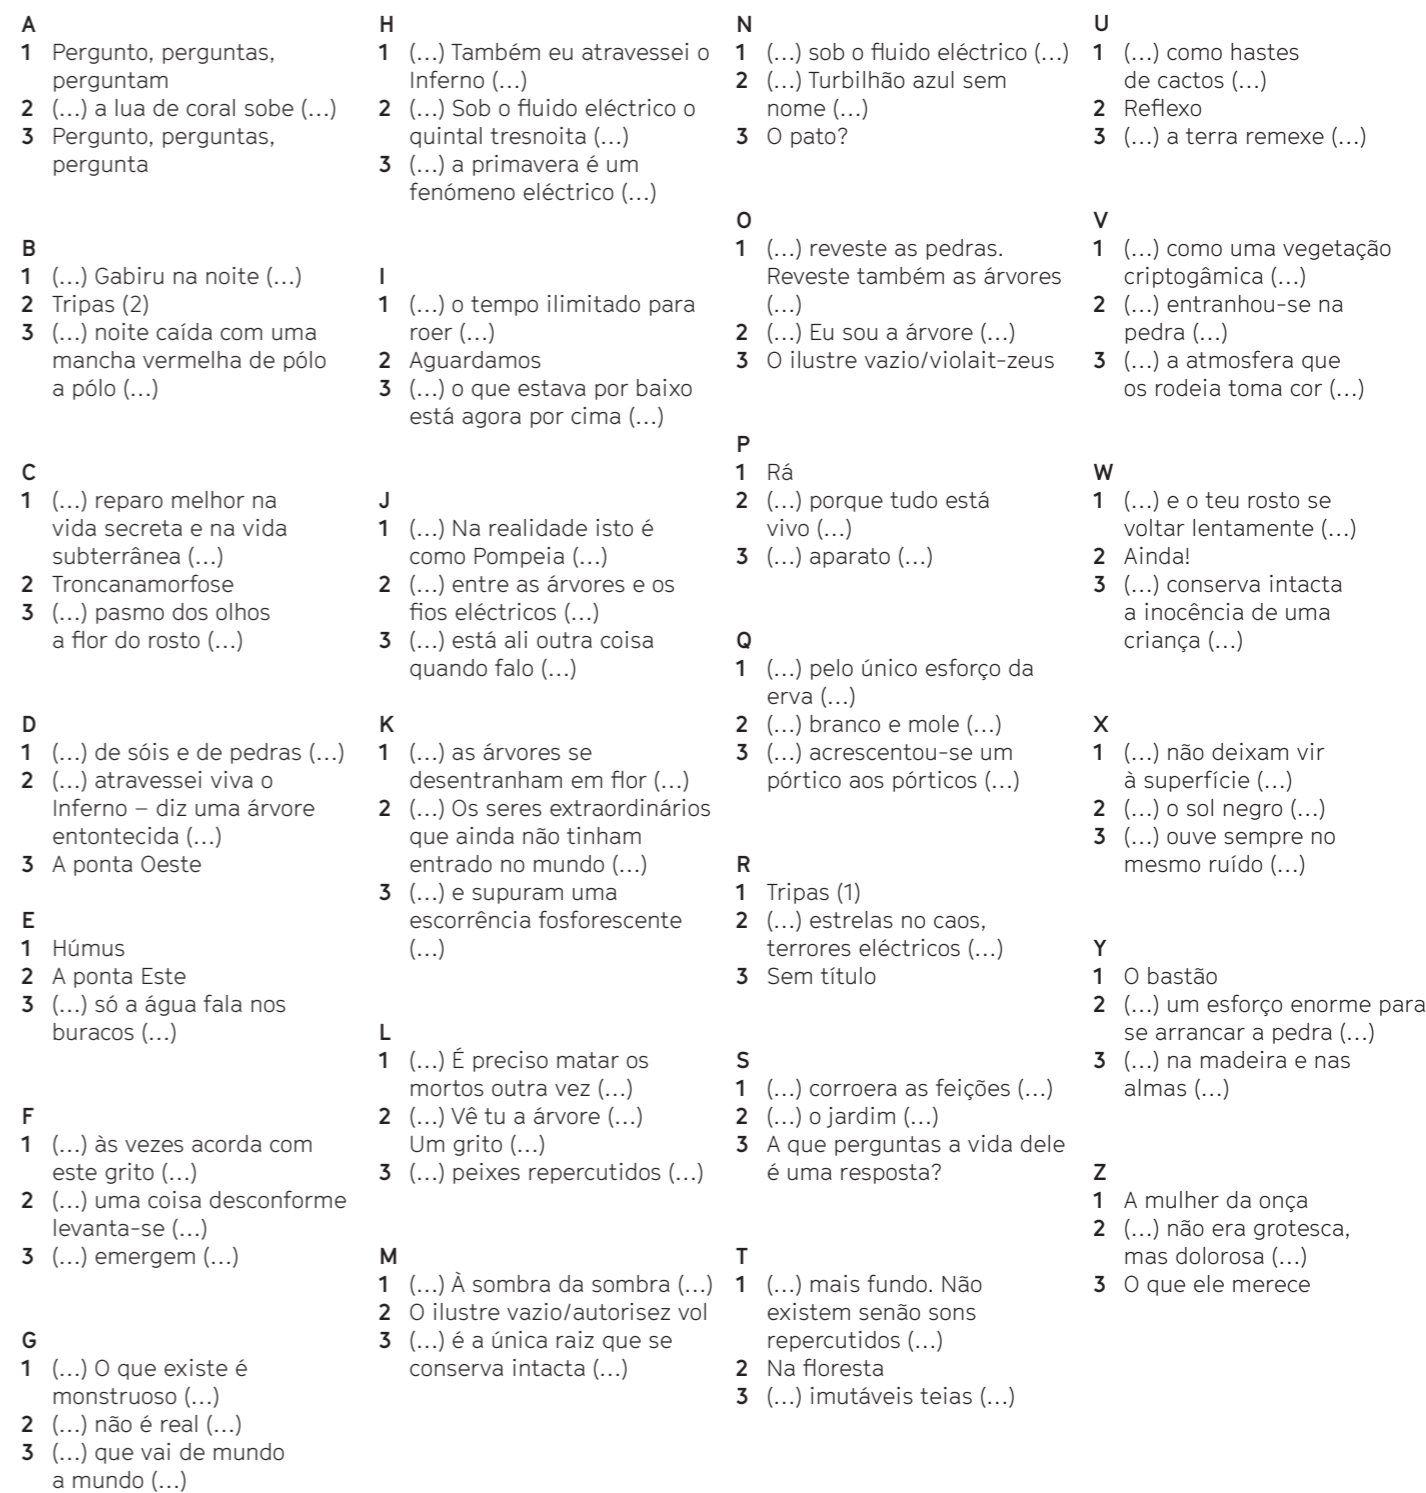 A
1 Pergunto, perguntas,
perguntam
2 (…) a lua de coral sobe (…)
3 Pergunto, perguntas,
pergunta
B
1 (…) Gabiru na noite (…)
2 Tripas (2)
3 (…) noite caída com uma
mancha vermelha de pólo
a pólo (…)
C
1 (…) reparo melhor na
vida secreta e na vida
subterrânea (…)
2 Troncanamorfose
3 (…) pasmo dos olhos
a flor do rosto (…)
D
1 (…) de sóis e de pedras (…)
2 (…) atravessei viva o
Inferno – diz uma árvore
entontecida (…)
3 A ponta Oeste
E
1 Húmus
2 A ponta Este
3 (…) só a água fala nos
buracos (…)
F
1 (…) às vezes acorda com
este grito (…)
2 (…) uma coisa desconforme
levanta-se (…)
3 (…) emergem (…)
G
1 (…) O que existe é
monstruoso (…)
2 (…) não é real (…)
3 (…) que vai de mundo
a mundo (…)
H
1 (…) Também eu atravessei o
Inferno (…)
2 (…) Sob o fluido eléctrico o
quintal tresnoita (…)
3 (…) a primavera é um
fenómeno eléctrico (…)
I
1 (…) o tempo ilimitado para
roer (…)
2 Aguardamos
3 (…) o que estava por baixo
está agora por cima (…)
J
1 (…) Na realidade isto é
como Pompeia (…)
2 (…) entre as árvores e os
fios eléctricos (…)
3 (…) está ali outra coisa
quando falo (…)
K
1 (…) as árvores se
desentranham em flor (…)
2 (…) Os seres extraordinários
que ainda não tinham
entrado no mundo (…)
3 (…) e supuram uma
escorrência fosforescente
(…)
L
1 (…) É preciso matar os
mortos outra vez (…)
2 (…) Vê tu a árvore (…)
Um grito (…)
3 (…) peixes repercutidos (…)
M
1 (…) À sombra da sombra (…)
2 O ilustre vazio/autorisez vol
3 (…) é a única raiz que se
conserva intacta (…)
N
1 (…) sob o fluido eléctrico (…)
2 (…) Turbilhão azul sem
nome (…)
3 O pato?
O
1 (…) reveste as pedras.
Reveste também as árvores
(…)
2 (…) Eu sou a árvore (…)
3 O ilustre vazio/violait-zeus
P
1 Rá
2 (…) porque tudo está
vivo (…)
3 (…) aparato (…)
Q
1 (…) pelo único esforço da
erva (…)
2 (…) branco e mole (…)
3 (…) acrescentou-se um
pórtico aos pórticos (…)
R
1 Tripas (1)
2 (…) estrelas no caos,
terrores eléctricos (…)
3 Sem título
S
1 (…) corroera as feições (…)
2 (…) o jardim (…)
3 A que perguntas a vida dele
é uma resposta?
T
1 (…) mais fundo. Não
existem senão sons
repercutidos (…)
2 Na floresta
3 (…) imutáveis teias (…)
U
1 (…) como hastes
de cactos (…)
2 Reflexo
3 (…) a terra remexe (…)
V
1 (…) como uma vegetação
criptogâmica (…)
2 (…) entranhou-se na
pedra (…)
3 (…) a atmosfera que
os rodeia toma cor (…)
W
1 (…) e o teu rosto se
voltar lentamente (…)
2 Ainda!
3 (…) conserva intacta
a inocência de uma
criança (…)
X
1 (…) não deixam vir
à superfície (…)
2 (…) o sol negro (…)
3 (…) ouve sempre no
mesmo ruído (…)
Y
1 O bastão
2 (…) um esforço enorme para
se arrancar a pedra (…)
3 (…) na madeira e nas
almas (…)
Z
1 A mulher da onça
2 (…) não era grotesca,
mas dolorosa (…)
3 O que ele merece